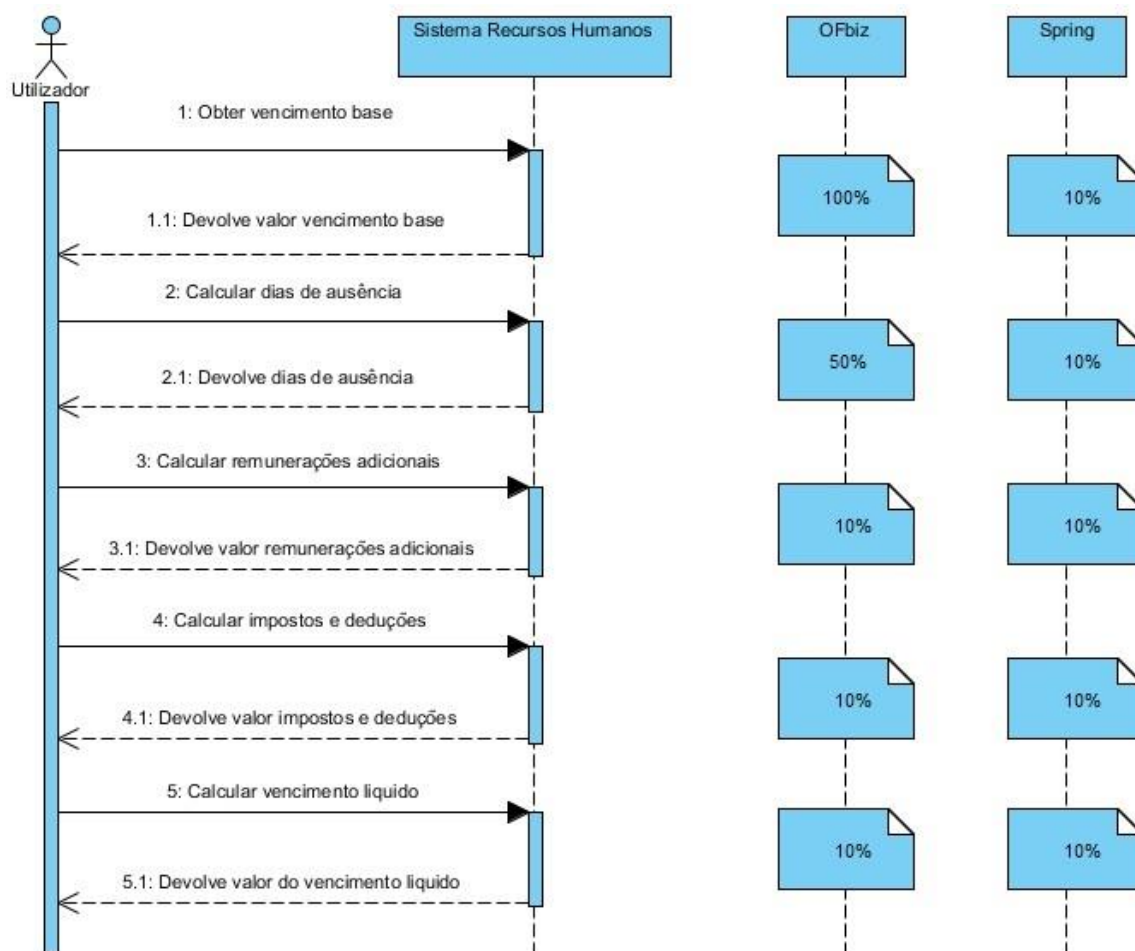 Sistema Recursos Humanos
OFbiz
Spring
Utilizador
1: Obter vencimento base
100%
10%
1.1: Devolve valor vencimento base
2: Calcular dias de ausência
50%
10%
2.1: Devolve dias de ausência
3: Calcular remunerações adicionais
10%
10%
3.1: Devolve valor remunerações adicionais
4: Calcular impostos e deduções
10%
10%
4.1: Devolve valor impostos e deduções
5: Calcular vencimento liquido
10%
10%
5.1: Devolve valor do vencimento liquido